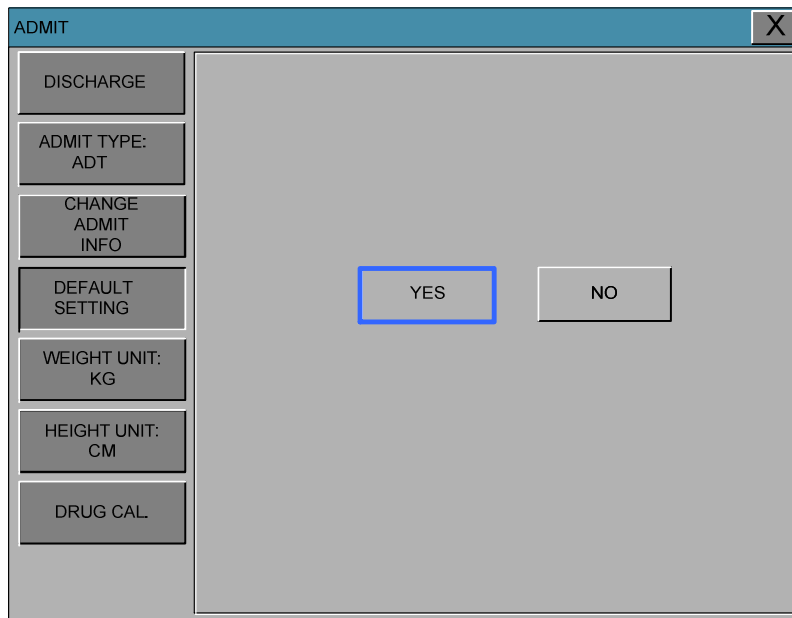 ADMIT
X
DISCHARGE
ADMIT TYPE:
ADT
CHANGE
ADMIT
INFO
DEFAULT
SETTING
YES
NO
WEIGHT UNIT:
KG
HEIGHT UNIT:
CM
DRUG CAL.